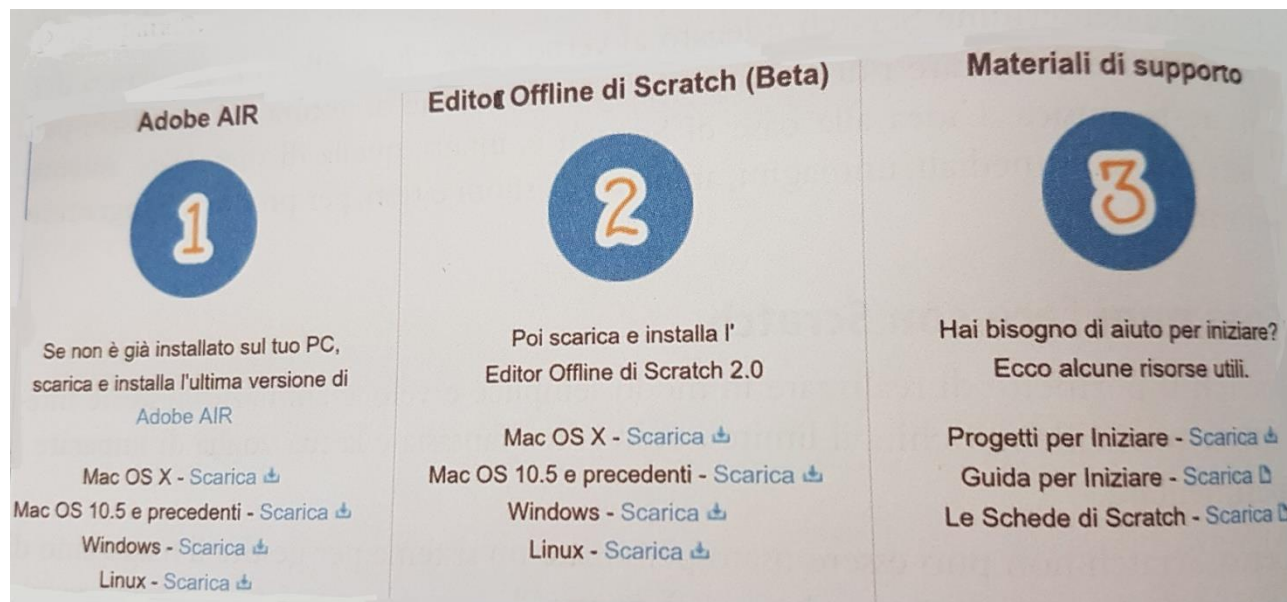 Adobe AIR
1
Se non è già installato sul tuo PC,
scarica e installa l'ultima versione di
Adobe AIR
Mac OS X - Scarica
Mac OS 10.5 e precedenti - Scarica
Windows - Scarica
Linux - Scarica
Editor Offline di Scratch (Beta)
2
Poi scarica e installa l'
Editor Offline di Scratch 2.0
Mac OS X - Scarica
Mac OS 10.5 e precedenti - Scarica
Windows - Scarica
Linux - Scarica
Materiali di supporto
3
Hai bisogno di aiuto per iniziare?
Ecco alcune risorse utili.
Progetti per Iniziare - Scarica
Guida per Iniziare - Scarica
Le Schede di Scratch - Scarica